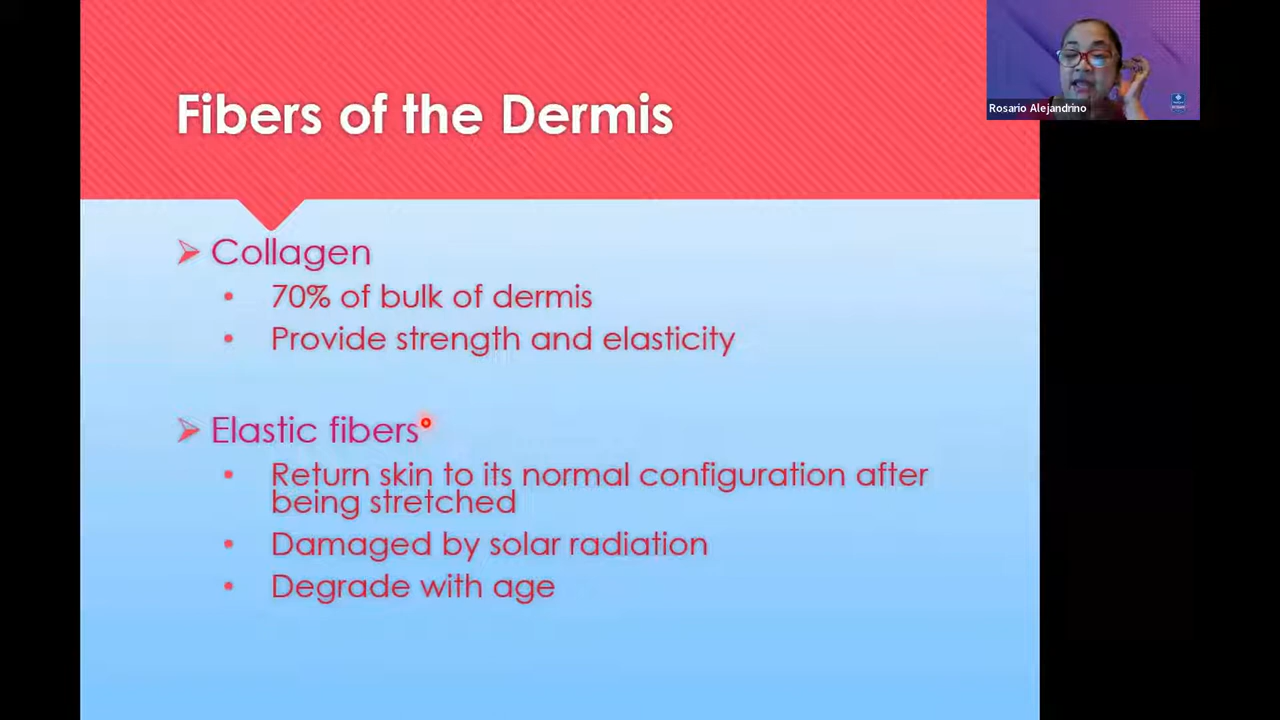 Fibers of the Dermis
Rosario Alejandrino
Collagen
70% of bulk of dermis
Provide strength and elasticity
Elastic fibers
Return skin to its normal configuration after
being stretched
Damaged by solar radiation
Degrade with age